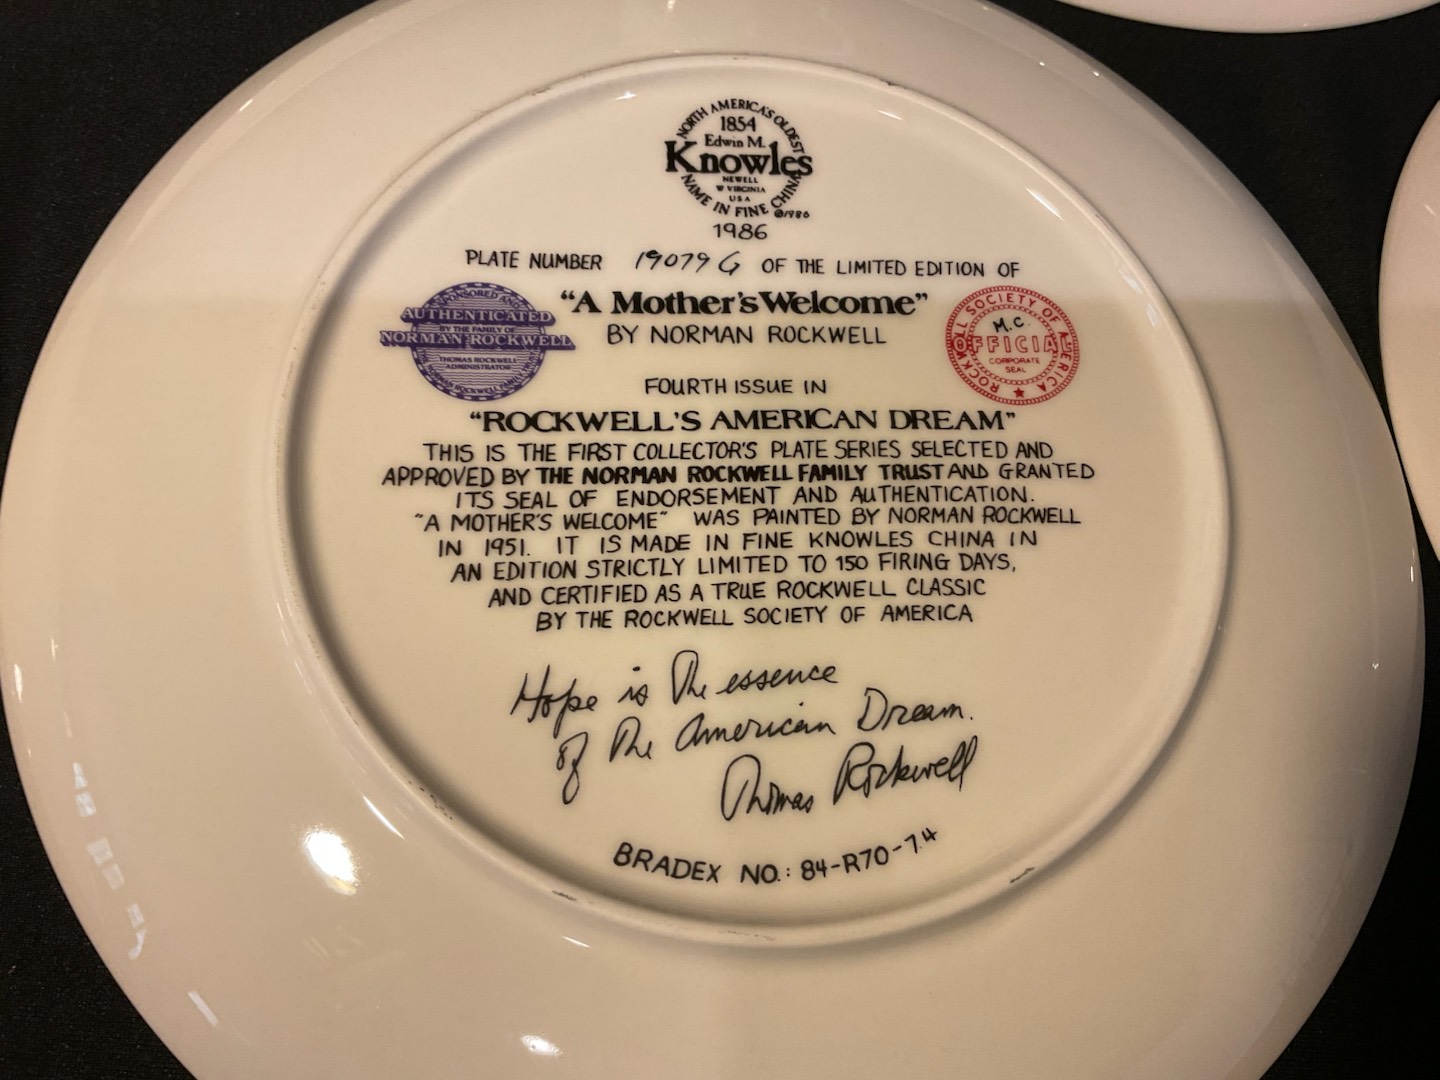 NORTH AMERICA'S OLDEST
1854
Edwin M.
Knowles
NEWELL
W VIRGINIA
USA
NAME IN FINE CHINA
©1986
1986
PLATE NUMBER 19079 G OF THE LIMITED EDITION OF
"A Mother's Welcome"
BY NORMAN ROCKWELL
SPONSORED AND
AUTHENTICATED
BY THE FAMILY OF
NORMAN ROCKWELL
THOMAS ROCKWELL
ADMINISTRATOR
NORMAN ROCKWELL FAMILY TRUST
ROCKWELL SOCIETY OF AMERICA
M.C.
OFFICIAL
CORPORATE
SEAL
FOURTH ISSUE IN
"ROCKWELL'S AMERICAN DREAM"
THIS IS THE FIRST COLLECTOR'S PLATE SERIES SELECTED AND
APPROVED BY THE NORMAN ROCKWELL FAMILY TRUST AND GRANTED
ITS SEAL OF ENDORSEMENT AND AUTHENTICATION.
"A MOTHER'S WELCOME" WAS PAINTED BY NORMAN ROCKWELL
IN 1951. IT IS MADE IN FINE KNOWLES CHINA IN
AN EDITION STRICTLY LIMITED TO 150 FIRING DAYS,
AND CERTIFIED AS A TRUE ROCKWELL CLASSIC
BY THE ROCKWELL SOCIETY OF AMERICA
Hope is the essence
of the American Dream.
Thomas Rockwell
BRADEX NO.: 84-R70-7.4